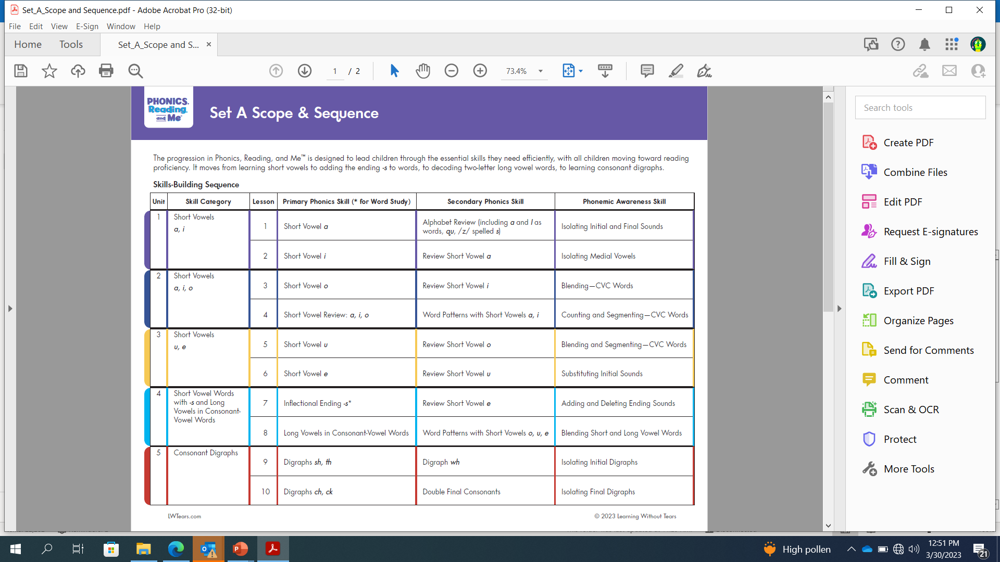 Set_A_Scope and Sequence.pdf - Adobe Acrobat Pro (32-bit)
File Edit View E-Sign Window Help
Home Tools Set_A_Scope and S... ×
1 / 2 73.4%
PHONICS.
Reading.
and Me™
Set A Scope & Sequence
The progression in Phonics, Reading, and Me™ is designed to lead children through the essential skills they need efficiently, with all children moving toward reading
proficiency. It moves from learning short vowels to adding the ending -s to words, to decoding two-letter long vowel words, to learning consonant digraphs.
Skills-Building Sequence
Unit Skill Category Lesson Primary Phonics Skill (* for Word Study) Secondary Phonics Skill Phonemic Awareness Skill
1 Short Vowels
a, i
1 Short Vowel a Alphabet Review (including a and I as
words, qu, /z/ spelled s) Isolating Initial and Final Sounds
2 Short Vowel i Review Short Vowel a Isolating Medial Vowels
2 Short Vowels
a, i, o
3 Short Vowel o Review Short Vowel i Blending—CVC Words
4 Short Vowel Review: a, i, o Word Patterns with Short Vowels a, i Counting and Segmenting—CVC Words
3 Short Vowels
u, e
5 Short Vowel u Review Short Vowel o Blending and Segmenting—CVC Words
6 Short Vowel e Review Short Vowel u Substituting Initial Sounds
4 Short Vowel Words
with -s and Long
Vowels in Consonant-
Vowel Words
7 Inflectional Ending -s* Review Short Vowel e Adding and Deleting Ending Sounds
8 Long Vowels in Consonant-Vowel Words Word Patterns with Short Vowels o, u, e Blending Short and Long Vowel Words
5 Consonant Digraphs
9 Digraphs sh, th Digraph wh Isolating Initial Digraphs
10 Digraphs ch, ck Double Final Consonants Isolating Final Digraphs
LWTears.com © 2023 Learning Without Tears
Search tools
Create PDF
Combine Files
Edit PDF
Request E-signatures
Fill & Sign
Export PDF
Organize Pages
Send for Comments
Comment
Scan & OCR
Protect
More Tools
High pollen
12:51 PM
3/30/2023
21